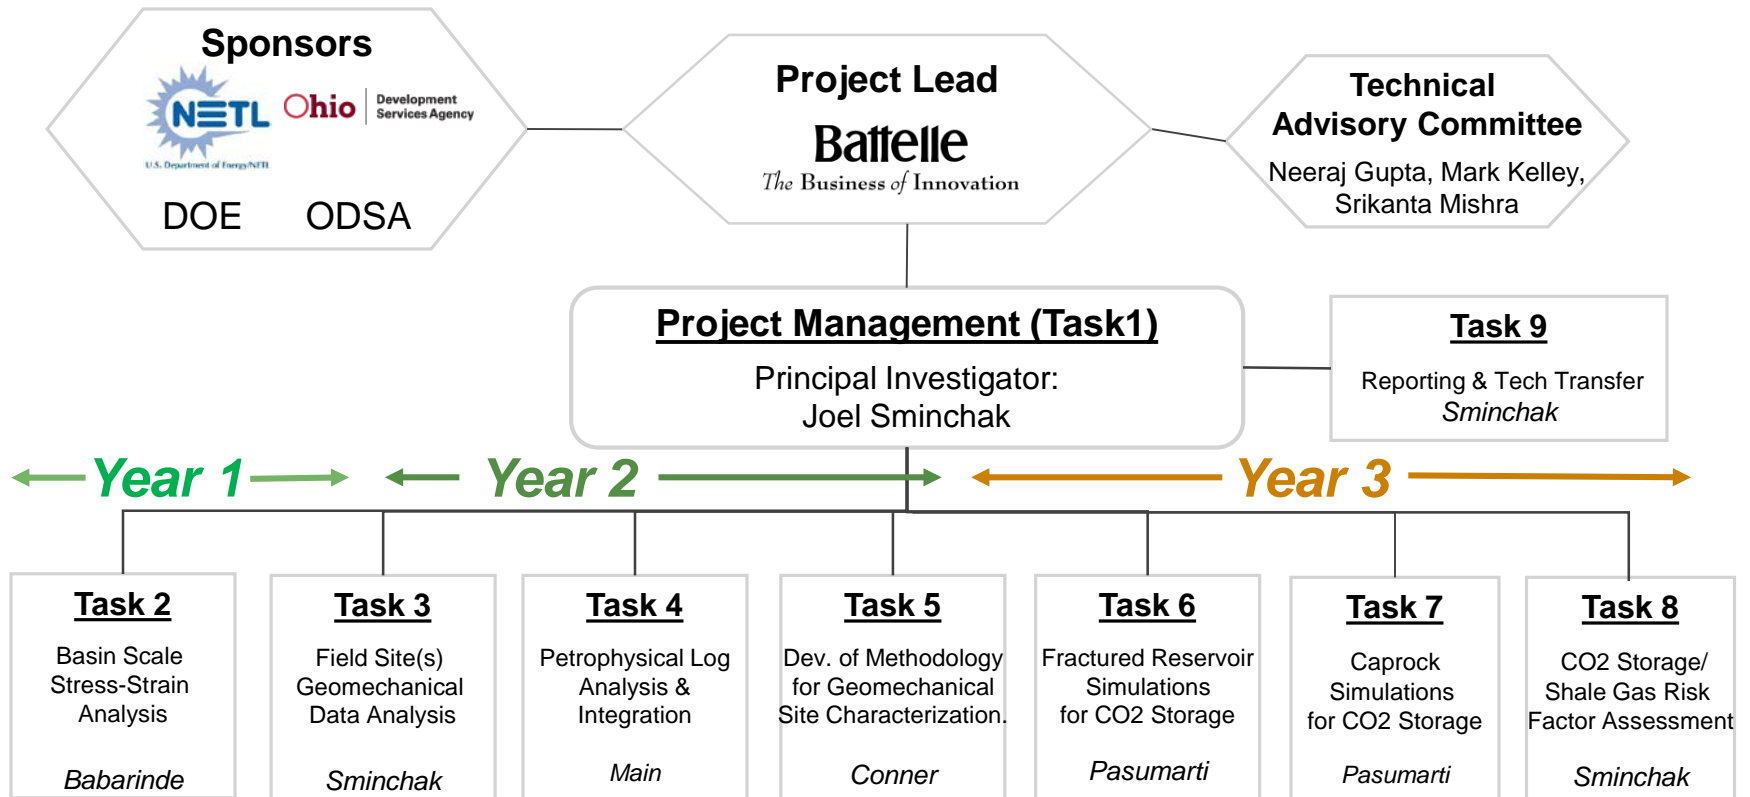 Sponsors
NETL
U.S. Department of Energy/NETL
Ohio
Development
Services Agency
DOE ODSA
Project Lead
Battelle
The Business of Innovation
Technical
Advisory Committee
Neeraj Gupta, Mark Kelley,
Srikanta Mishra
Project Management (Task1)
Principal Investigator:
Joel Sminchak
Task 9
Reporting & Tech Transfer
Sminchak
Year 1
Year 2
Year 3
Task 2
Basin Scale
Stress-Strain
Analysis
Babarinde
Task 3
Field Site(s)
Geomechanical
Data Analysis
Sminchak
Task 4
Petrophysical Log
Analysis &
Integration
Main
Task 5
Dev. of Methodology
for Geomechanical
Site Characterization.
Conner
Task 6
Fractured Reservoir
Simulations
for CO2 Storage
Pasumarti
Task 7
Caprock
Simulations
for CO2 Storage
Pasumarti
Task 8
CO2 Storage/
Shale Gas Risk
Factor Assessment
Sminchak